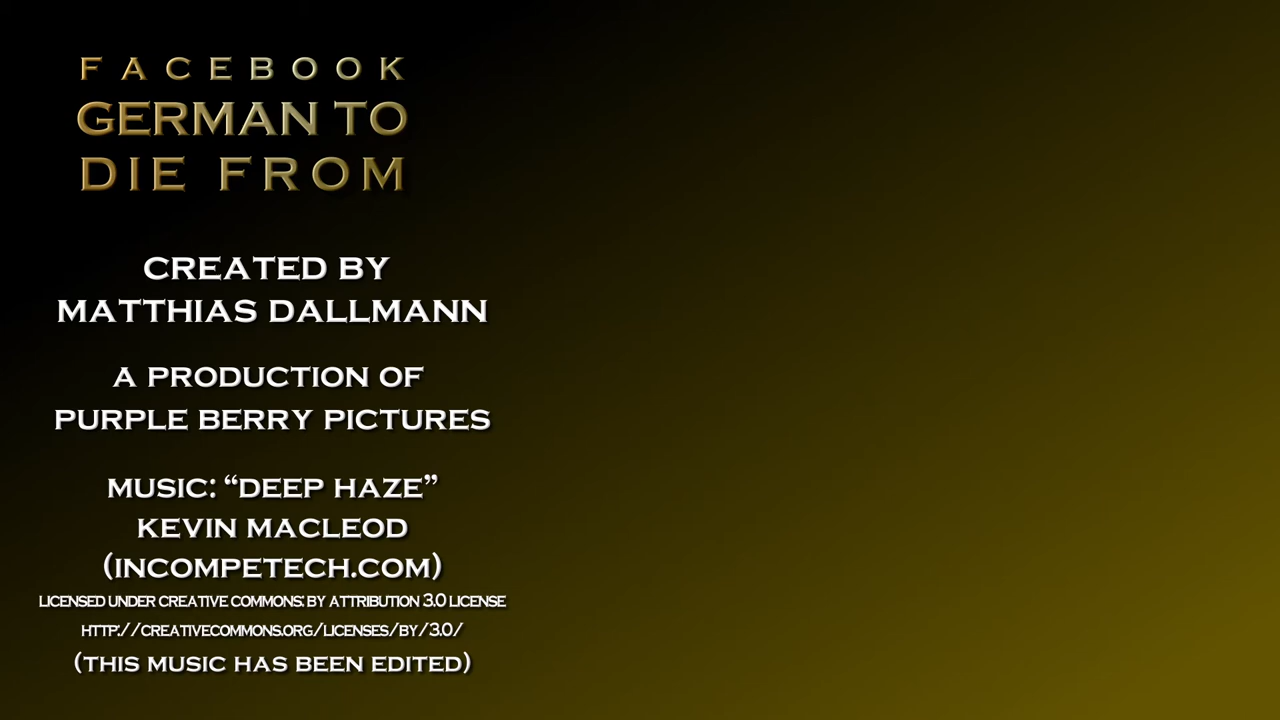 FACEBOOK
GERMAN TO
DIE FROM
CREATED BY
MATTHIAS DALLMANN
A PRODUCTION OF
PURPLE BERRY PICTURES
MUSIC: “DEEP HAZE”
KEVIN MACLEOD
(INCOMPETECH.COM)
LICENSED UNDER CREATIVE COMMONS: BY ATTRIBUTION 3.0 LICENSE
HTTP://CREATIVECOMMONS.ORG/LICENSES/BY/3.0/
(THIS MUSIC HAS BEEN EDITED)